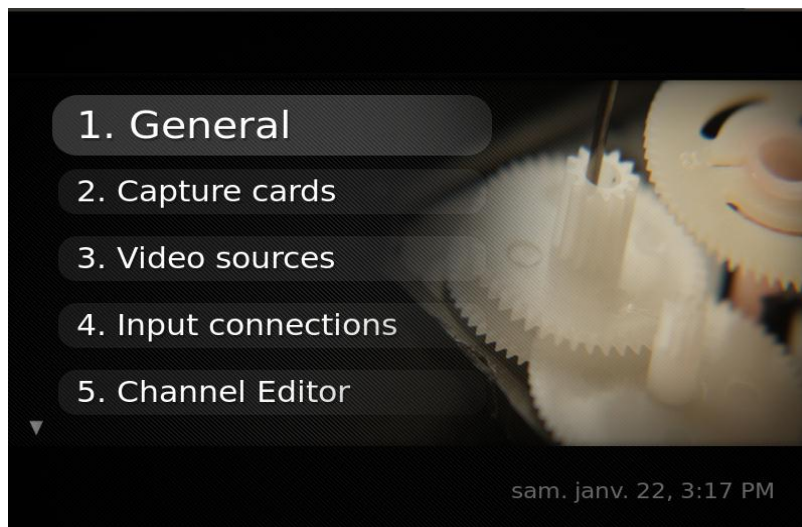 1. General
2. Capture cards
3. Video sources
4. Input connections
5. Channel Editor
sam. janv. 22, 3:17 PM